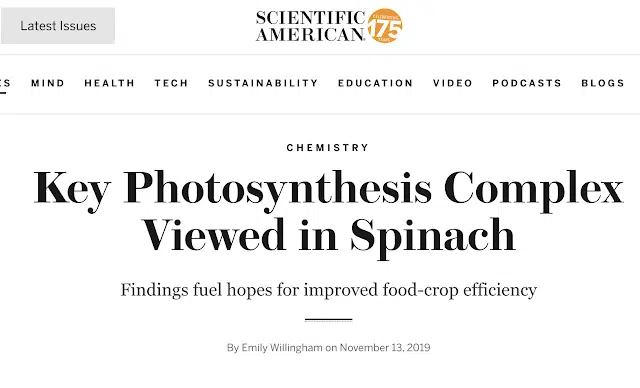 Latest Issues
SCIENTIFIC
AMERICAN
175
ES MIND HEALTH TECH SUSTAINABILITY EDUCATION VIDEO PODCASTS BLOGS
CHEMISTRY
Key Photosynthesis Complex
Viewed in Spinach
Findings fuel hopes for improved food-crop efficiency
By Emily Willingham on November 13, 2019